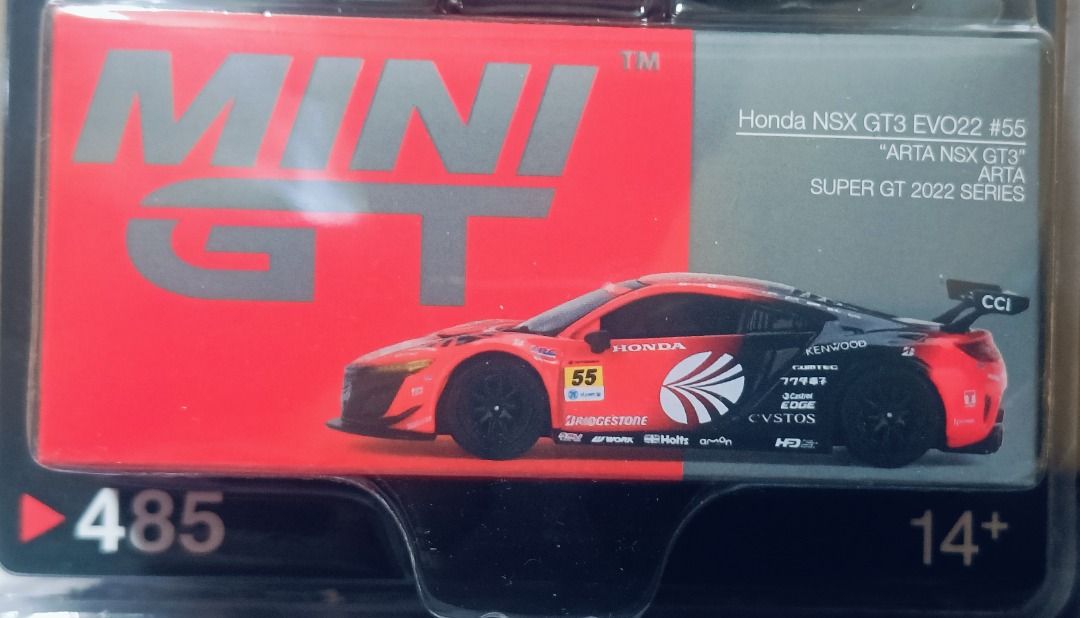 MINI
GT
TM
Honda NSX GT3 EVO22 #55
"ARTA NSX GT3"
ARTA
SUPER GT 2022 SERIES
CCI
HONDA
KENWOOD
55
Castrol
EDGE
BRIDGESTONE
CVSTOS
WORK
Holts
amon
485
14+